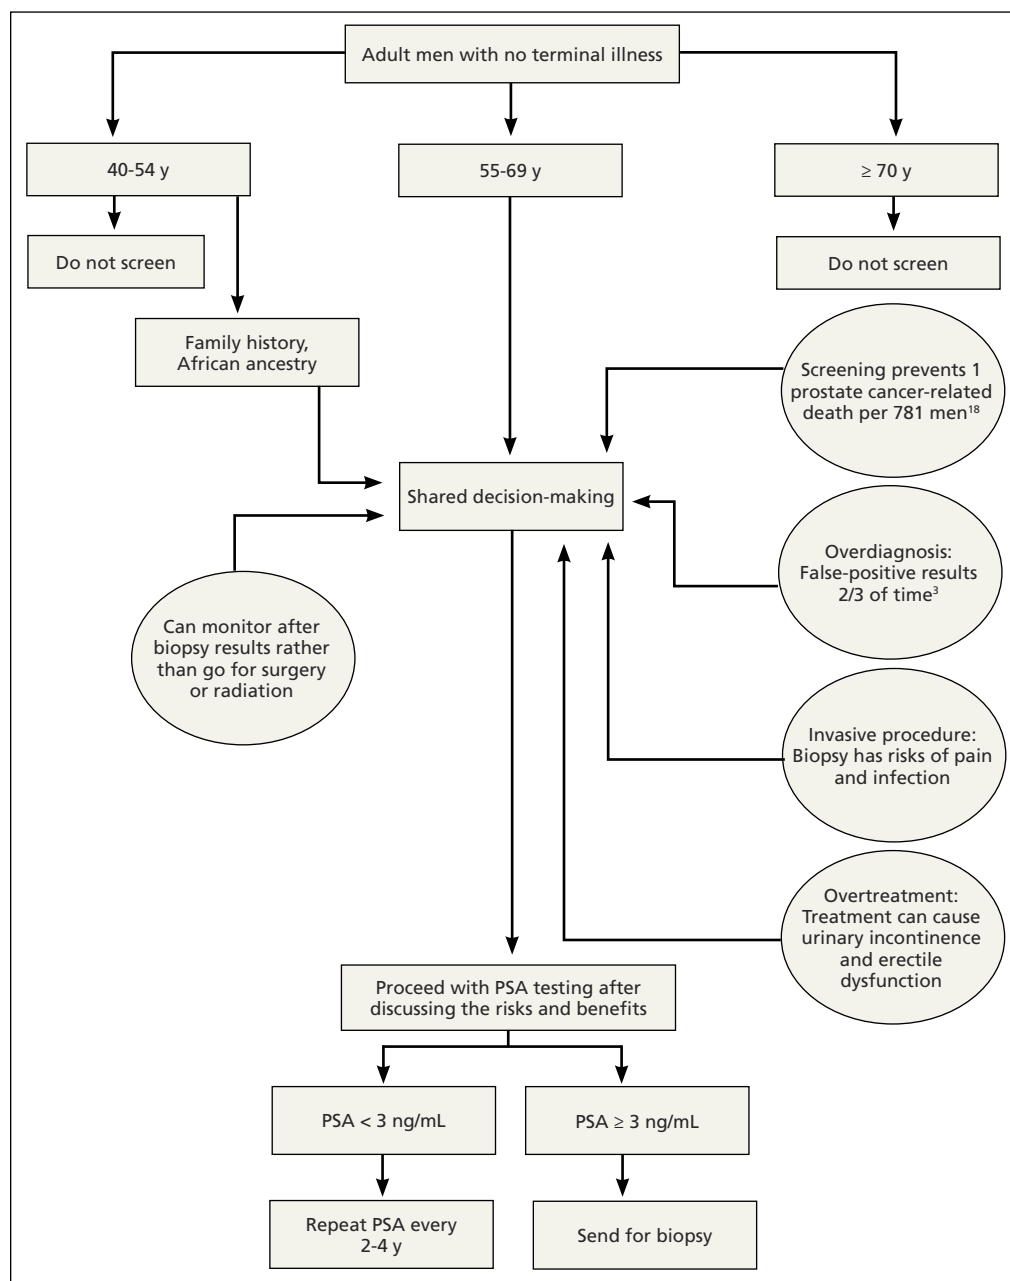 Adult men with no terminal illness
40-54 y
55-69 y
≥ 70 y
Do not screen
Do not screen
Family history,
African ancestry
Screening prevents 1
prostate cancer-related
death per 781 men¹⁸
Shared decision-making
Overdiagnosis:
False-positive results
2/3 of time³
Can monitor after
biopsy results rather
than go for surgery
or radiation
Invasive procedure:
Biopsy has risks of pain
and infection
Overtreatment:
Treatment can cause
urinary incontinence
and erectile
dysfunction
Proceed with PSA testing after
discussing the risks and benefits
PSA < 3 ng/mL
PSA ≥ 3 ng/mL
Repeat PSA every
2-4 y
Send for biopsy